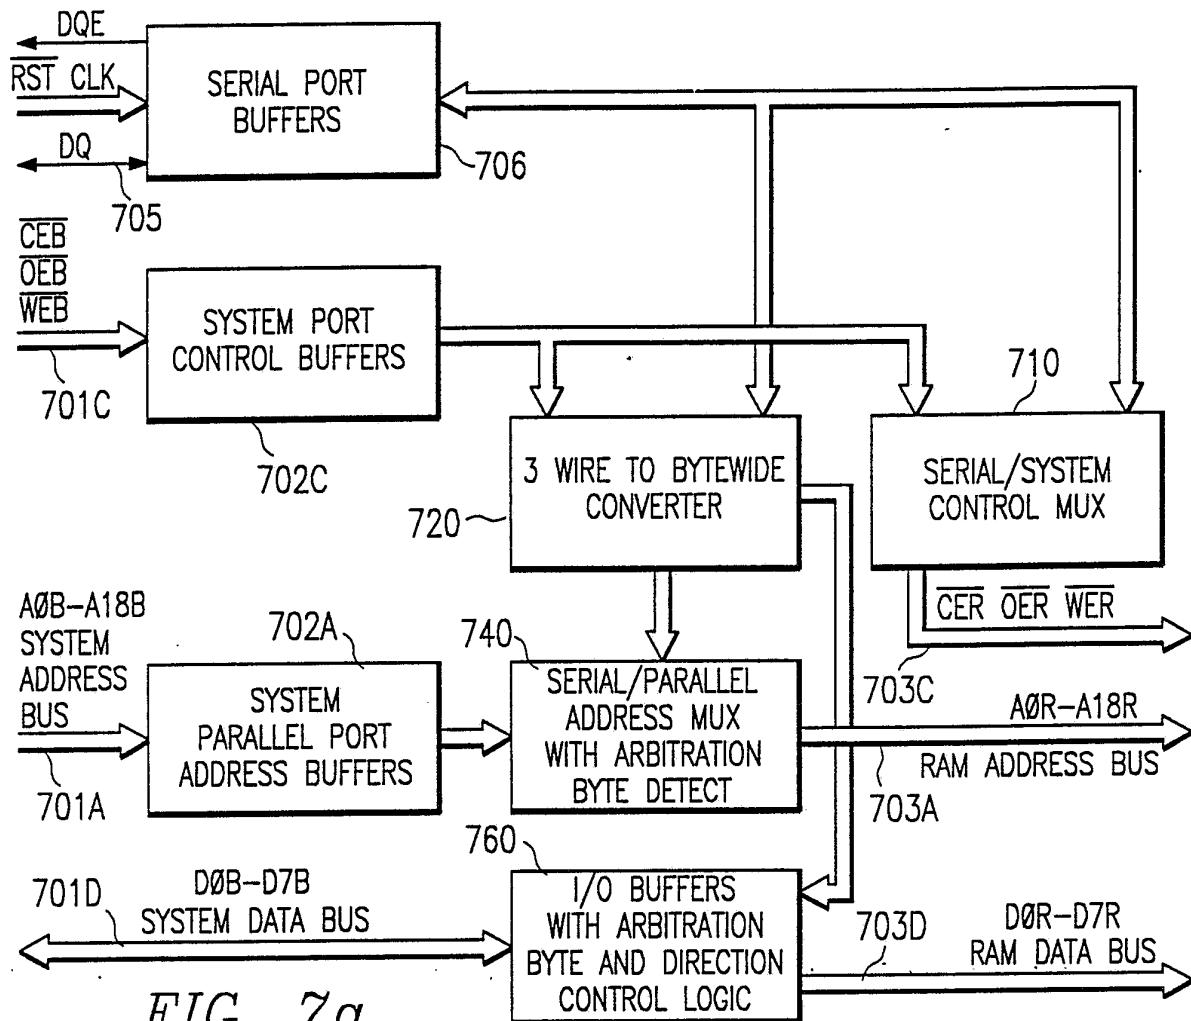 DQE
RST CLK
DQ
705
SERIAL PORT
BUFFERS
706
CEB
OEB
WEB
701C
SYSTEM PORT
CONTROL BUFFERS
702C
710
720
3 WIRE TO BYTEWIDE
CONVERTER
SERIAL/SYSTEM
CONTROL MUX
CER OER WER
703C
AØB-A18B
SYSTEM
ADDRESS
BUS
701A
702A
SYSTEM
PARALLEL PORT
ADDRESS BUFFERS
740
SERIAL/PARALLEL
ADDRESS MUX
WITH ARBITRATION
BYTE DETECT
AØR-A18R
RAM ADDRESS BUS
703A
701D
DØB-D7B
SYSTEM DATA BUS
760
I/O BUFFERS
WITH ARBITRATION
BYTE AND DIRECTION
CONTROL LOGIC
703D
DØR-D7R
RAM DATA BUS
FIG. 7a